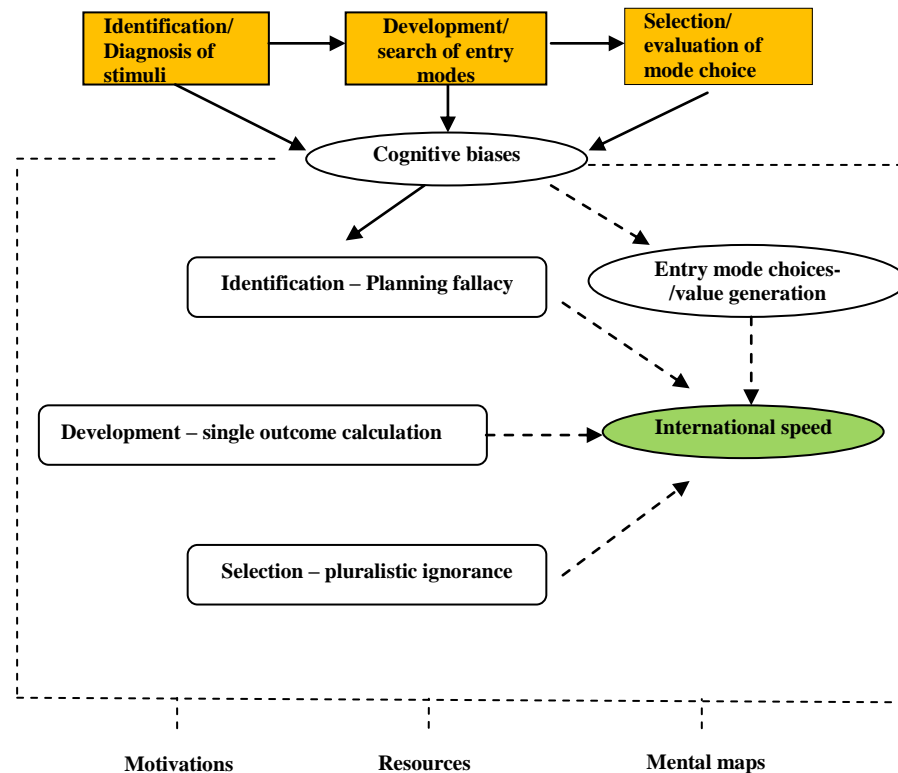 Identification/
Diagnosis of
stimuli
Development/
search of entry
modes
Selection/
evaluation of
mode choice
Cognitive biases
Identification – Planning fallacy
Entry mode choices-
/value generation
Development – single outcome calculation
International speed
Selection – pluralistic ignorance
Motivations
Resources
Mental maps